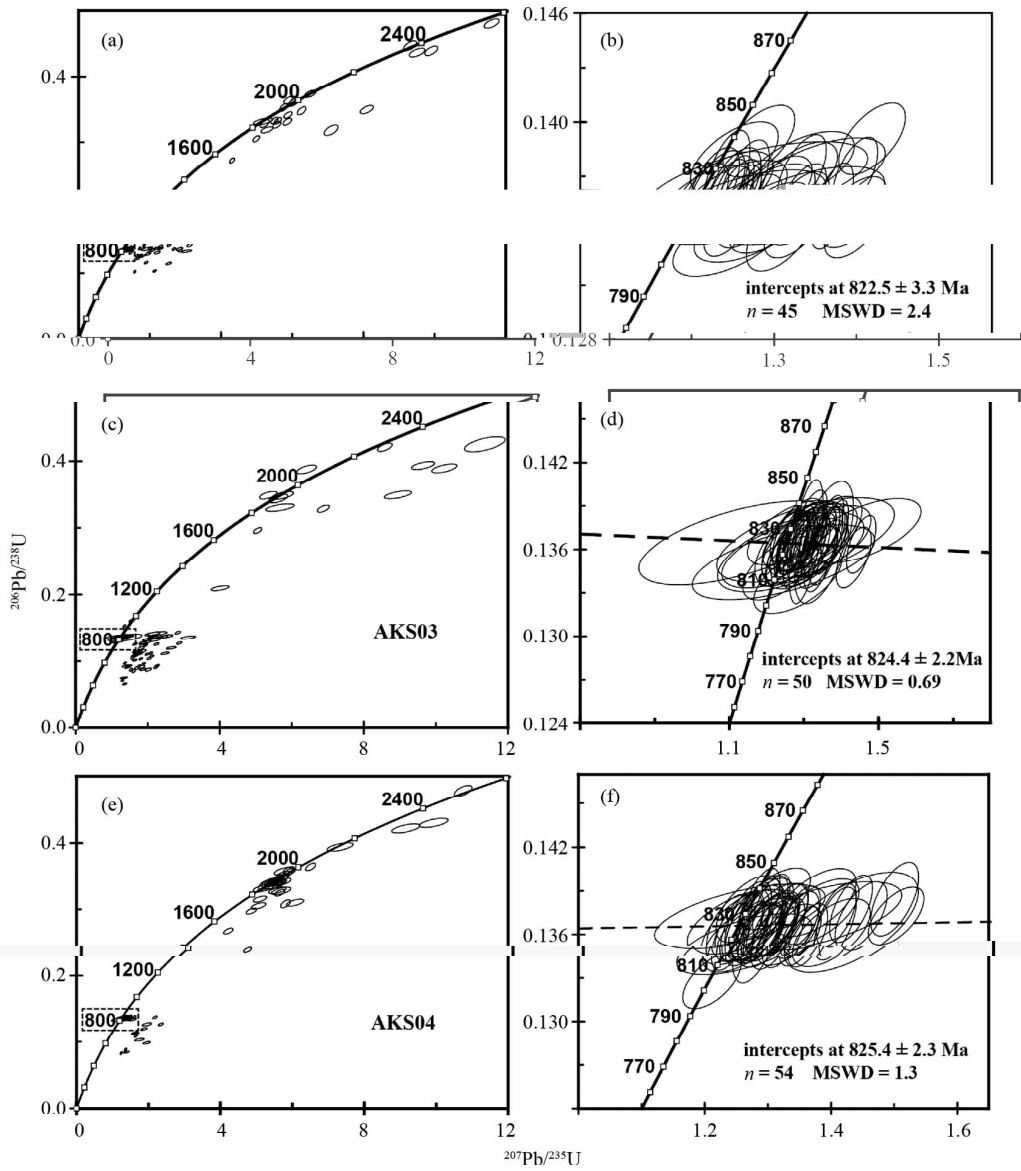 (a)
2400
0.4
2000
1600
800
0.0
0 4 8 12
(b)
0.146
870
850
0.140
830
790
intercepts at 822.5 ± 3.3 Ma
n = 45 MSWD = 2.4
0.128
1.3 1.5
(c)
2400
0.4
2000
1600
1200
0.2
800
AKS03
0.0
0 4 8 12
²⁰⁶Pb/²³⁸U
(d)
870
0.142
850
830
0.136
810
0.130
790
intercepts at 824.4 ± 2.2Ma
770
n = 50 MSWD = 0.69
0.124
1.1 1.5
(e)
2400
0.4
2000
1600
1200
0.2
800
AKS04
0.0
0 4 8 12
(f)
870
0.142
850
830
0.136
810
790
0.130
intercepts at 825.4 ± 2.3 Ma
770
n = 54 MSWD = 1.3
1.2 1.4 1.6
²⁰⁷Pb/²³⁵U